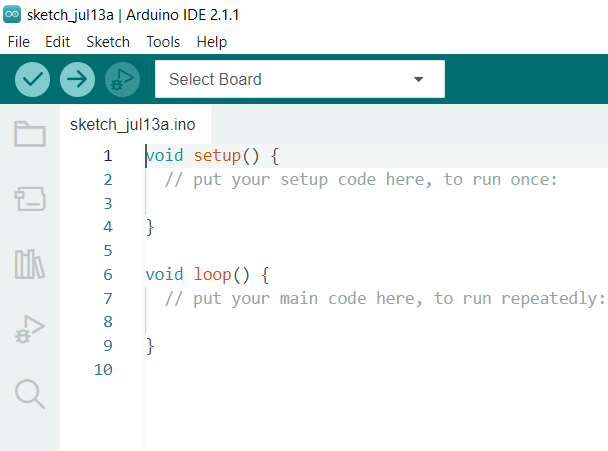 sketch_jul13a | Arduino IDE 2.1.1
File Edit Sketch Tools Help
Select Board
sketch_jul13a.ino
1 void setup() {
2 // put your setup code here, to run once:
3
4 }
5
6 void loop() {
7 // put your main code here, to run repeatedly:
8
9 }
10